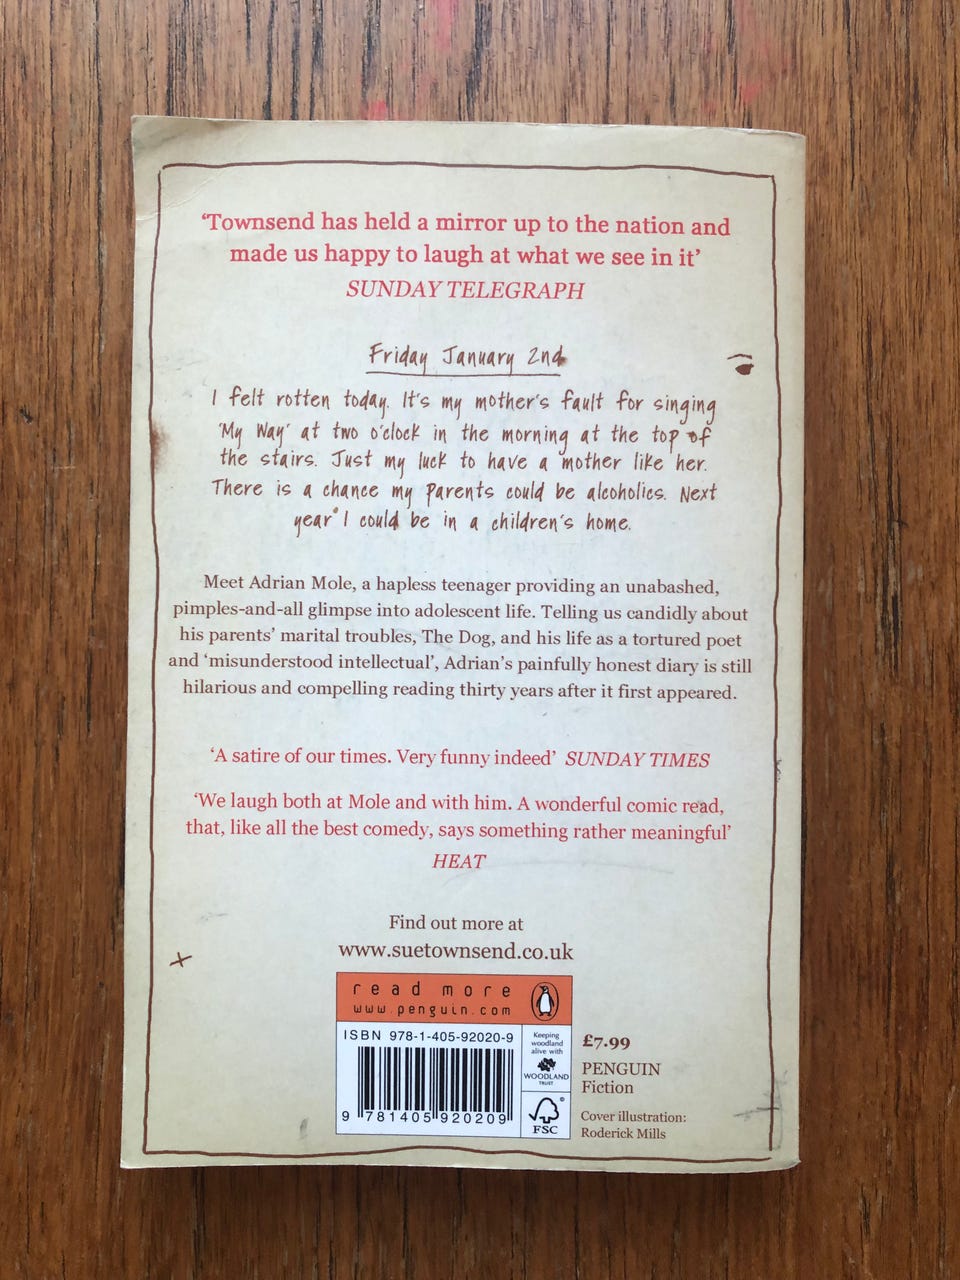 ‘Townsend has held a mirror up to the nation and
made us happy to laugh at what we see in it’
SUNDAY TELEGRAPH
Friday January 2nd
I felt rotten today. It's my mother's fault for singing
'My Way' at two o'clock in the morning at the top of
the stairs. Just my luck to have a mother like her.
There is a chance my parents could be alcoholics. Next
year I could be in a children's home.
Meet Adrian Mole, a hapless teenager providing an unabashed,
pimples-and-all glimpse into adolescent life. Telling us candidly about
his parents’ marital troubles, The Dog, and his life as a tortured poet
and ‘misunderstood intellectual’, Adrian’s painfully honest diary is still
hilarious and compelling reading thirty years after it first appeared.
‘A satire of our times. Very funny indeed’ SUNDAY TIMES
‘We laugh both at Mole and with him. A wonderful comic read,
that, like all the best comedy, says something rather meaningful’
HEAT
Find out more at
www.suetownsend.co.uk
read more
www.penguin.com
ISBN 978-1-405-92020-9
9 781405 920209
Keeping
woodland
alive with
WOODLAND
TRUST
FSC
£7.99
PENGUIN
Fiction
Cover illustration:
Roderick Mills